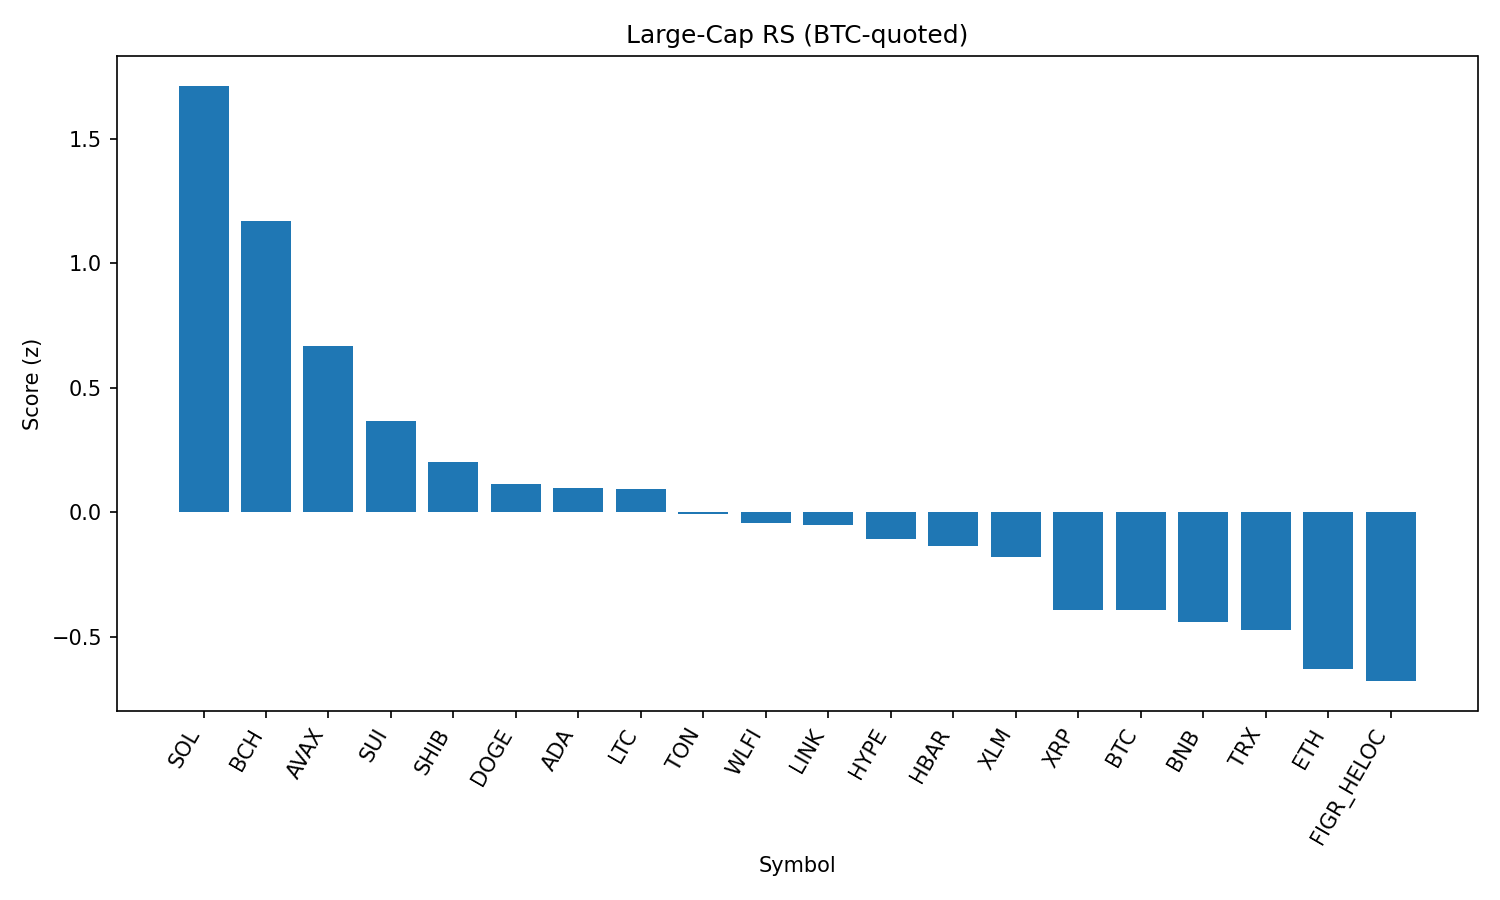 Large-Cap RS (BTC-quoted)
Score (z)
1.5
1.0
0.5
0.0
−0.5
SOL
BCH
AVAX
SUI
SHIB
DOGE
ADA
LTC
TON
WLFI
LINK
HYPE
HBAR
XLM
XRP
BTC
BNB
TRX
ETH
FIGR_HELOC
Symbol